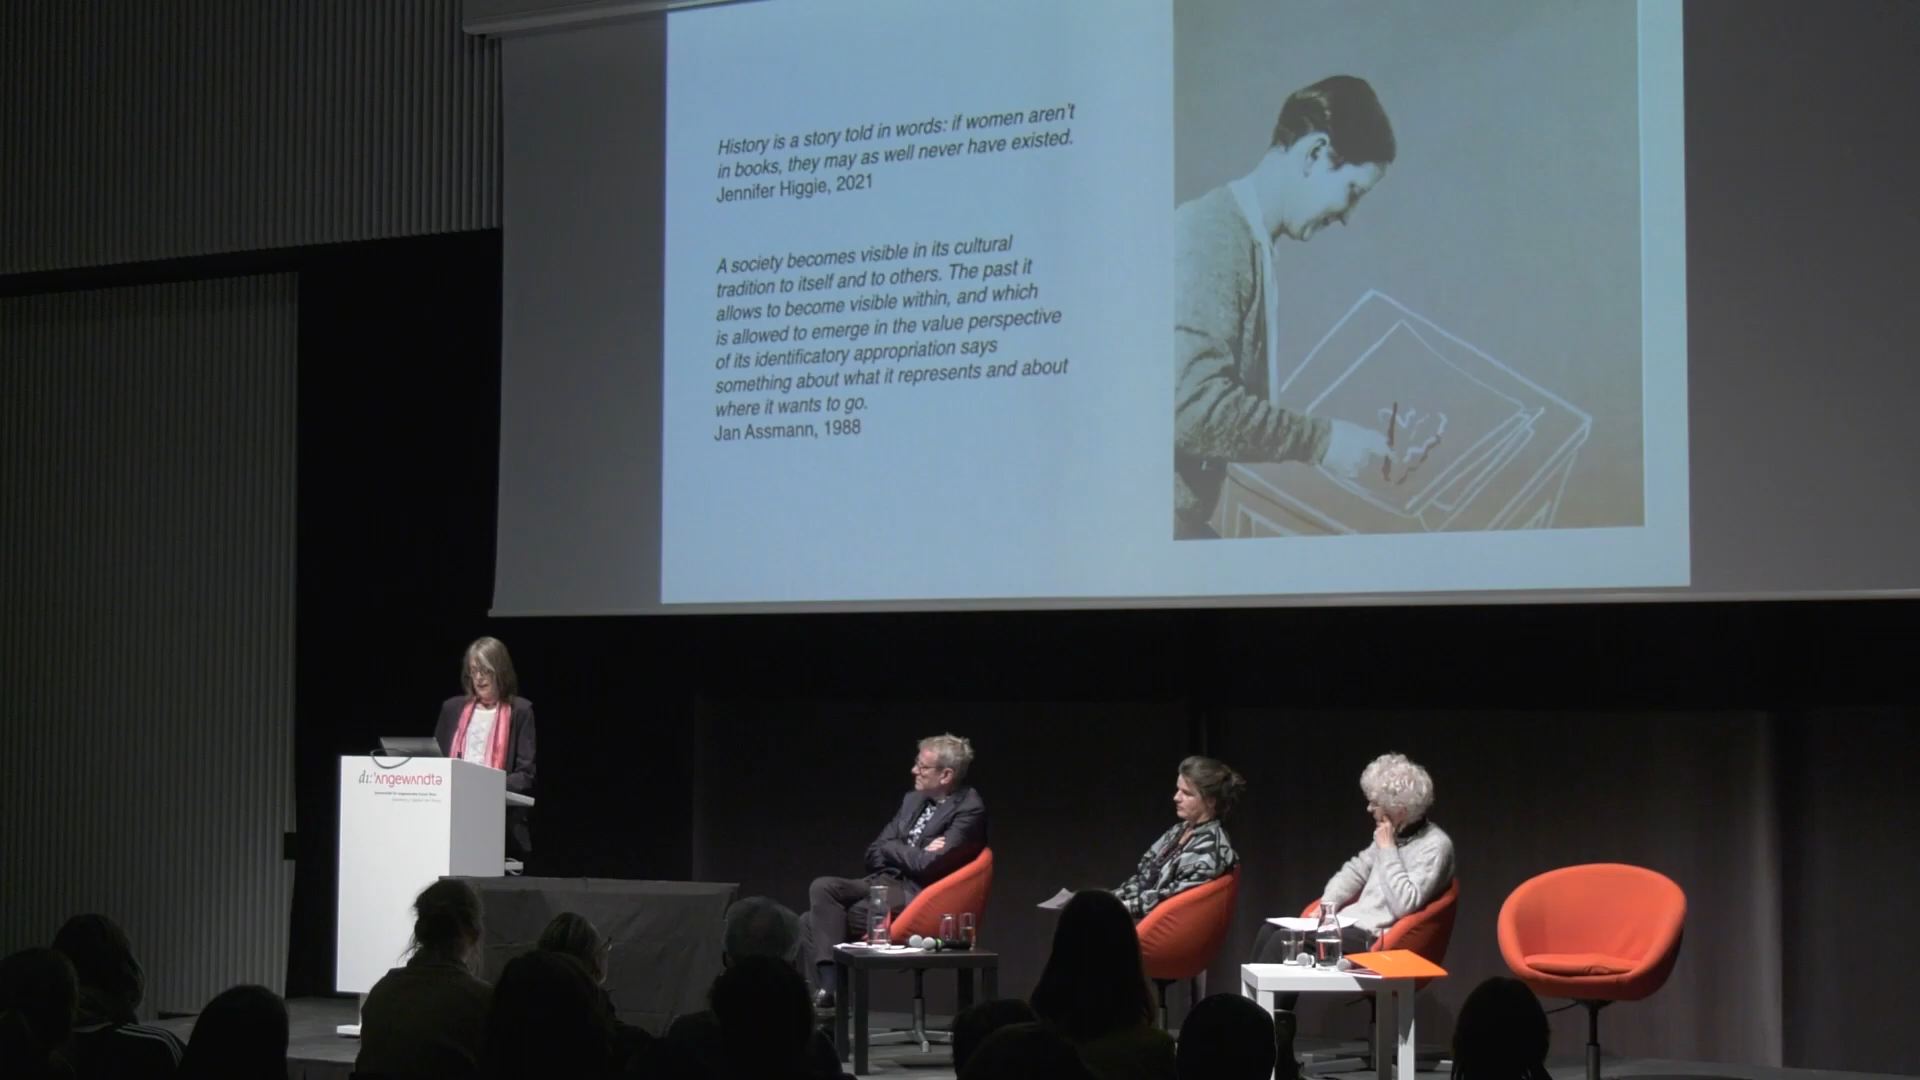 History is a story told in words: if women aren't
in books, they may as well never have existed.
Jennifer Higgie, 2021
A society becomes visible in its cultural
tradition to itself and to others. The past it
allows to become visible within, and which
is allowed to emerge in the value perspective
of its identificatory appropriation says
something about what it represents and about
where it wants to go.
Jan Assmann, 1988
dɪ:'ʌngewʌndtə